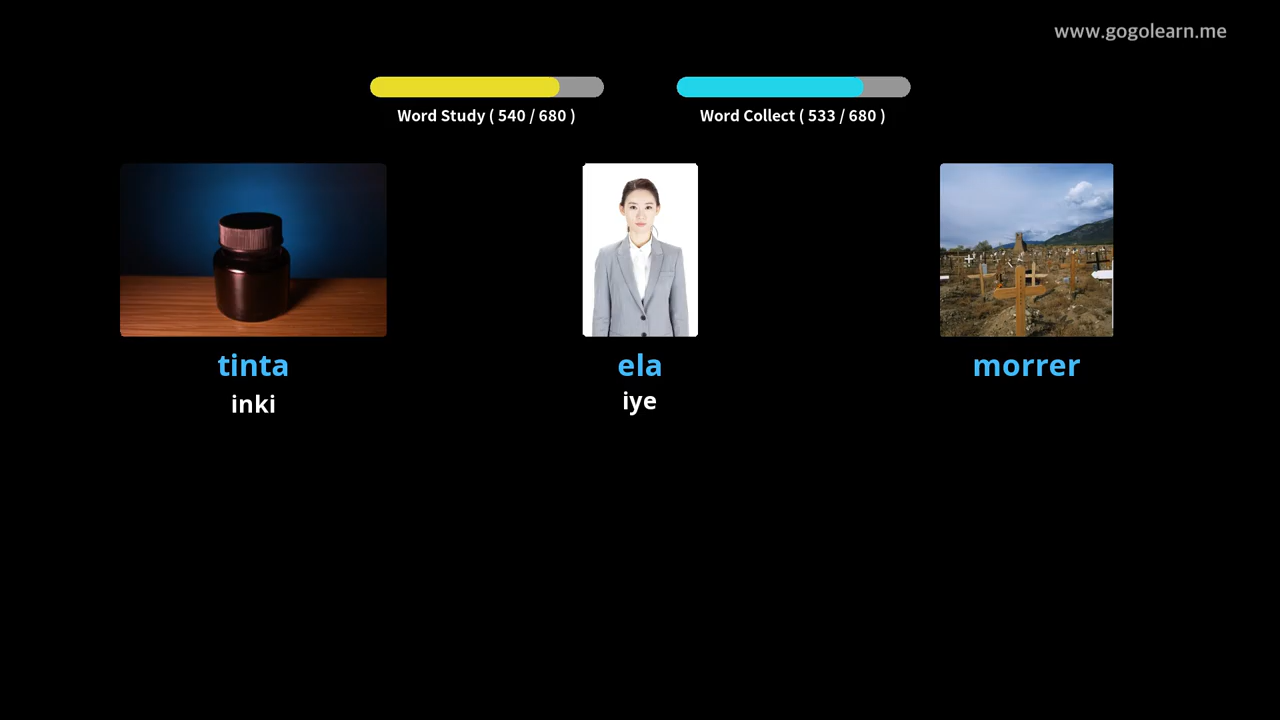 www.gogolearn.me
Word Study ( 540 / 680 )
Word Collect ( 533 / 680 )
tinta
ela
morrer
inki
iye